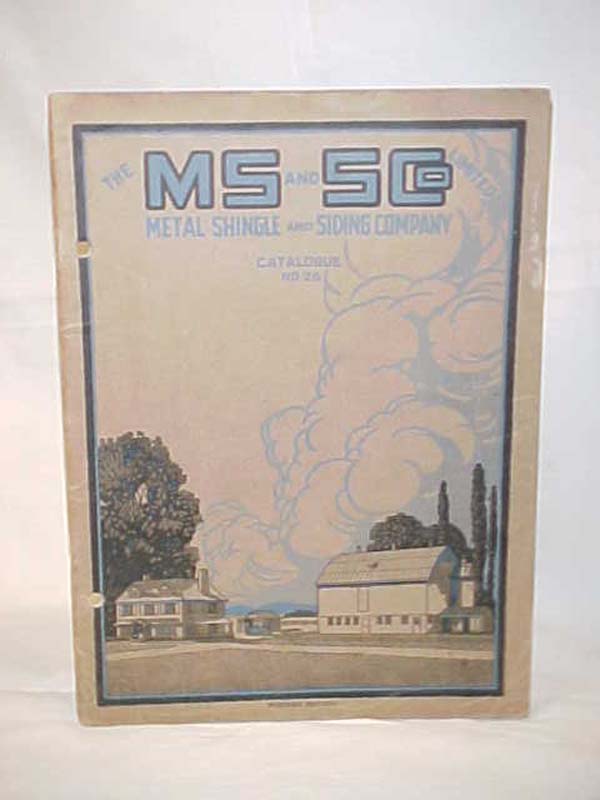 THE MS AND SCo LIMITED
METAL SHINGLE AND SIDING COMPANY
CATALOGUE
NO 26